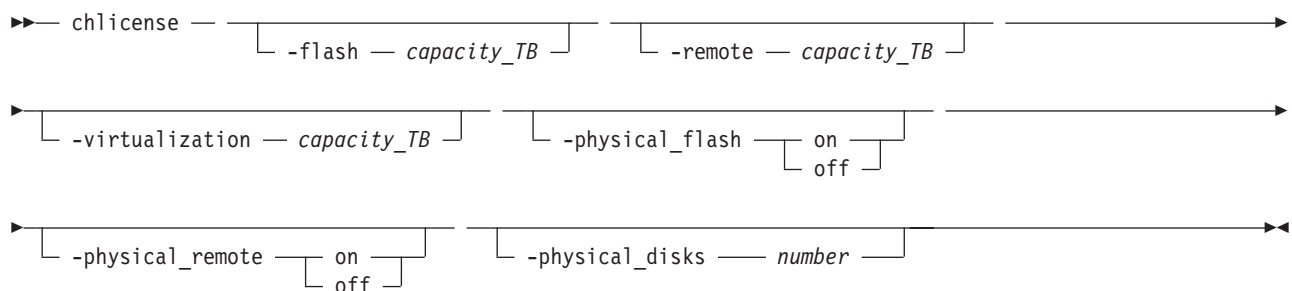 chlicense
-flash capacity_TB -remote capacity_TB
-virtualization capacity_TB -physical_flash on
off
-physical_remote on -physical_disks number
off